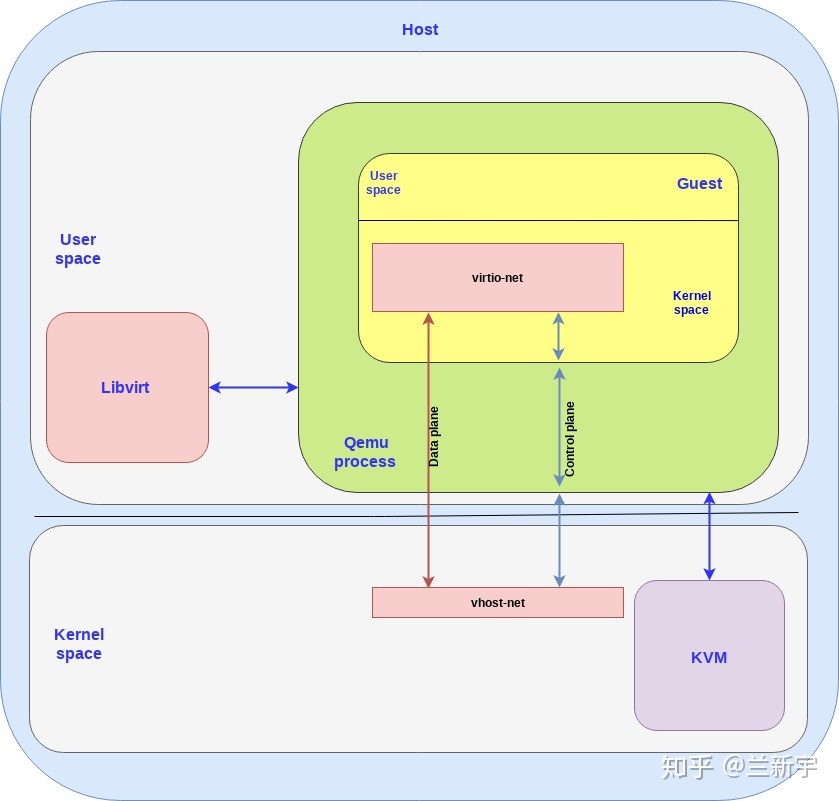 Host
User
space
Guest
User
space
virtio-net
Kernel
space
Libvirt
Qemu
process
Data plane
Control plane
vhost-net
Kernel
space
KVM
知乎 @兰新宇